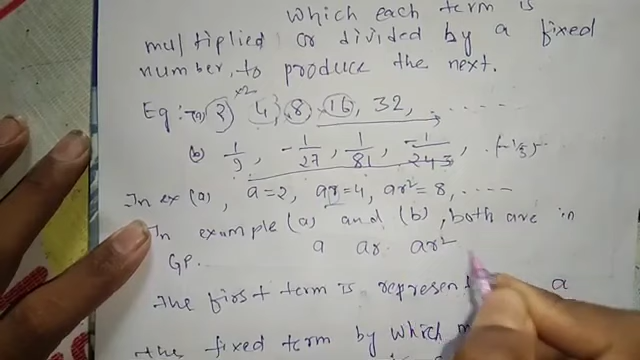 which each term is
multiplied or divided by a fixed
number, to produce the next.
Eg:→(a) 2, ×2 4, 8, 16, 32, ......
(b) 1/9, -1/27, 1/81, -1/243, .(-1/3)..
In ex (a), a=2, ar=4, ar²=8, ....
In example (a) and (b), both are in
GP. a ar ar²
The first term is represen a
the fixed term by which m